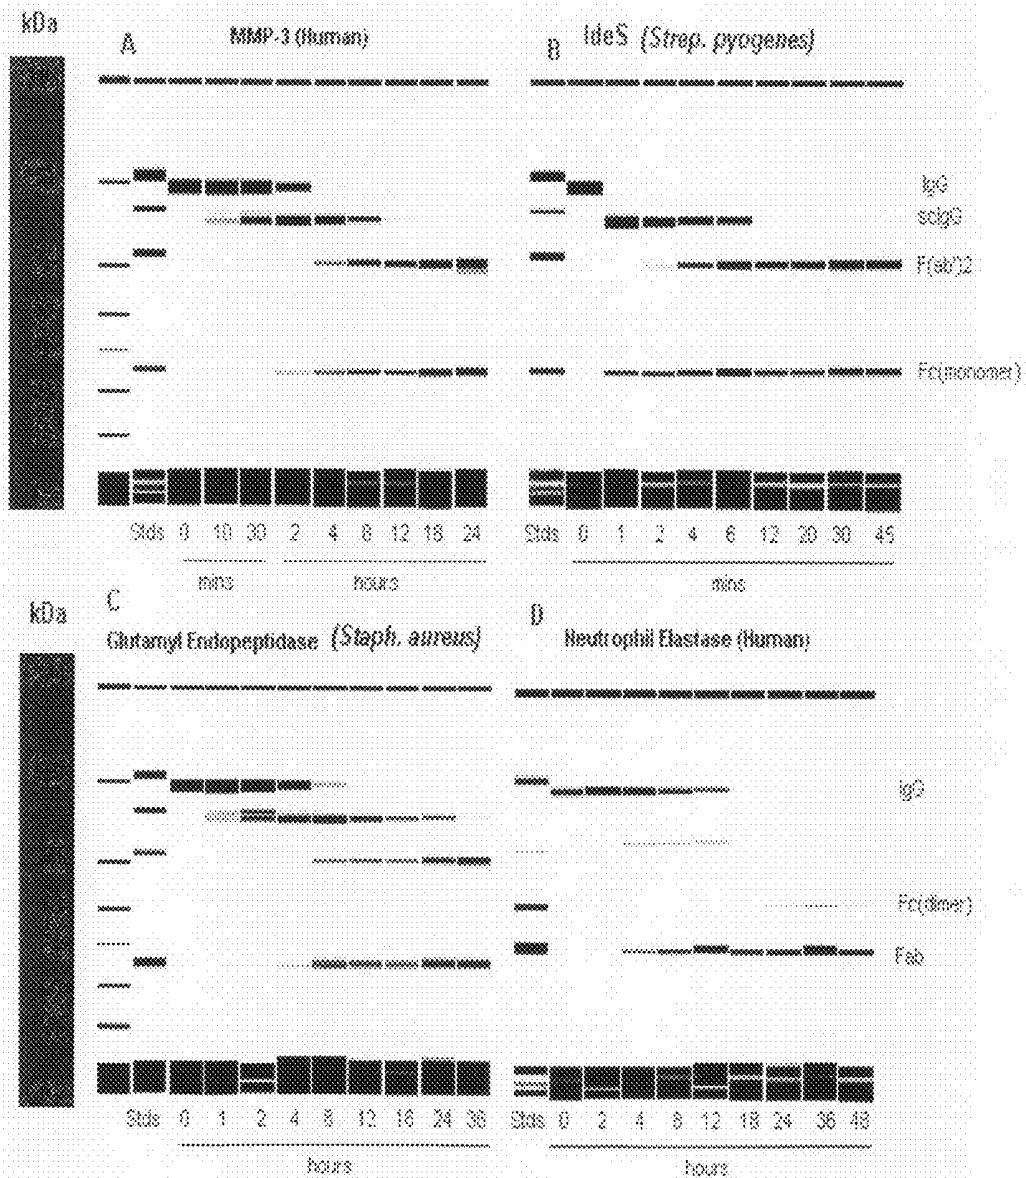 kDa
A
MMP-3 (Human)
B
IdeS (Strep. pyogenes)
IgG
scIgG
F(ab')2
Fc(monomer)
Stds 0 10 30 2 4 8 12 18 24
mins hours
Stds 0 1 2 4 6 12 20 30 45
mins
kDa
C
Glutamyl Endopeptidase (Staph. aureus)
D
Neutrophil Elastase (Human)
IgG
Fc(dimer)
Fab
Stds 0 1 2 4 8 12 18 24 36
hours
Stds 0 2 4 8 12 18 24 36 48
hours